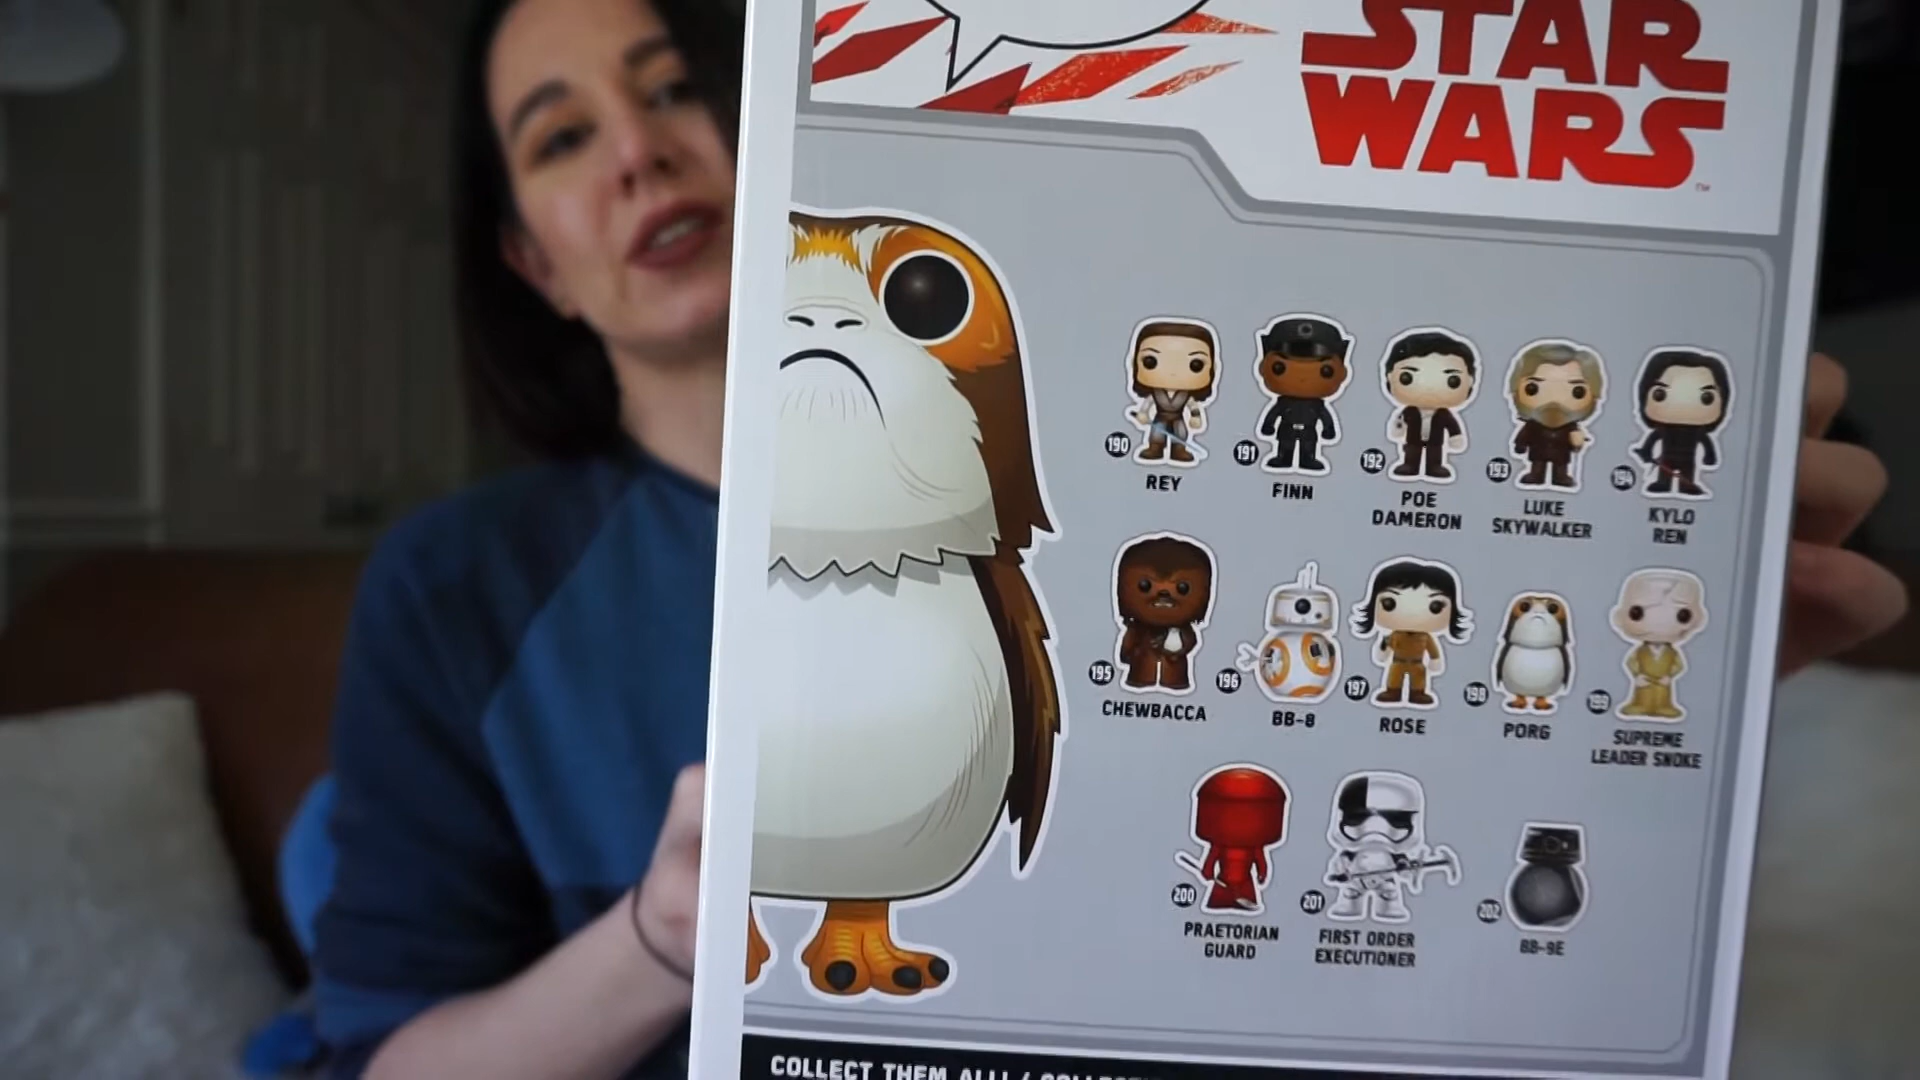 STAR
WARS
TM
190
REY
191
FINN
192
POE
DAMERON
193
LUKE
SKYWALKER
194
KYLO
REN
195
CHEWBACCA
196
BB-8
197
ROSE
198
PORG
199
SUPREME
LEADER SNOKE
200
PRAETORIAN
GUARD
201
FIRST ORDER
EXECUTIONER
202
BB-9E
COLLECT THEM ALL! /